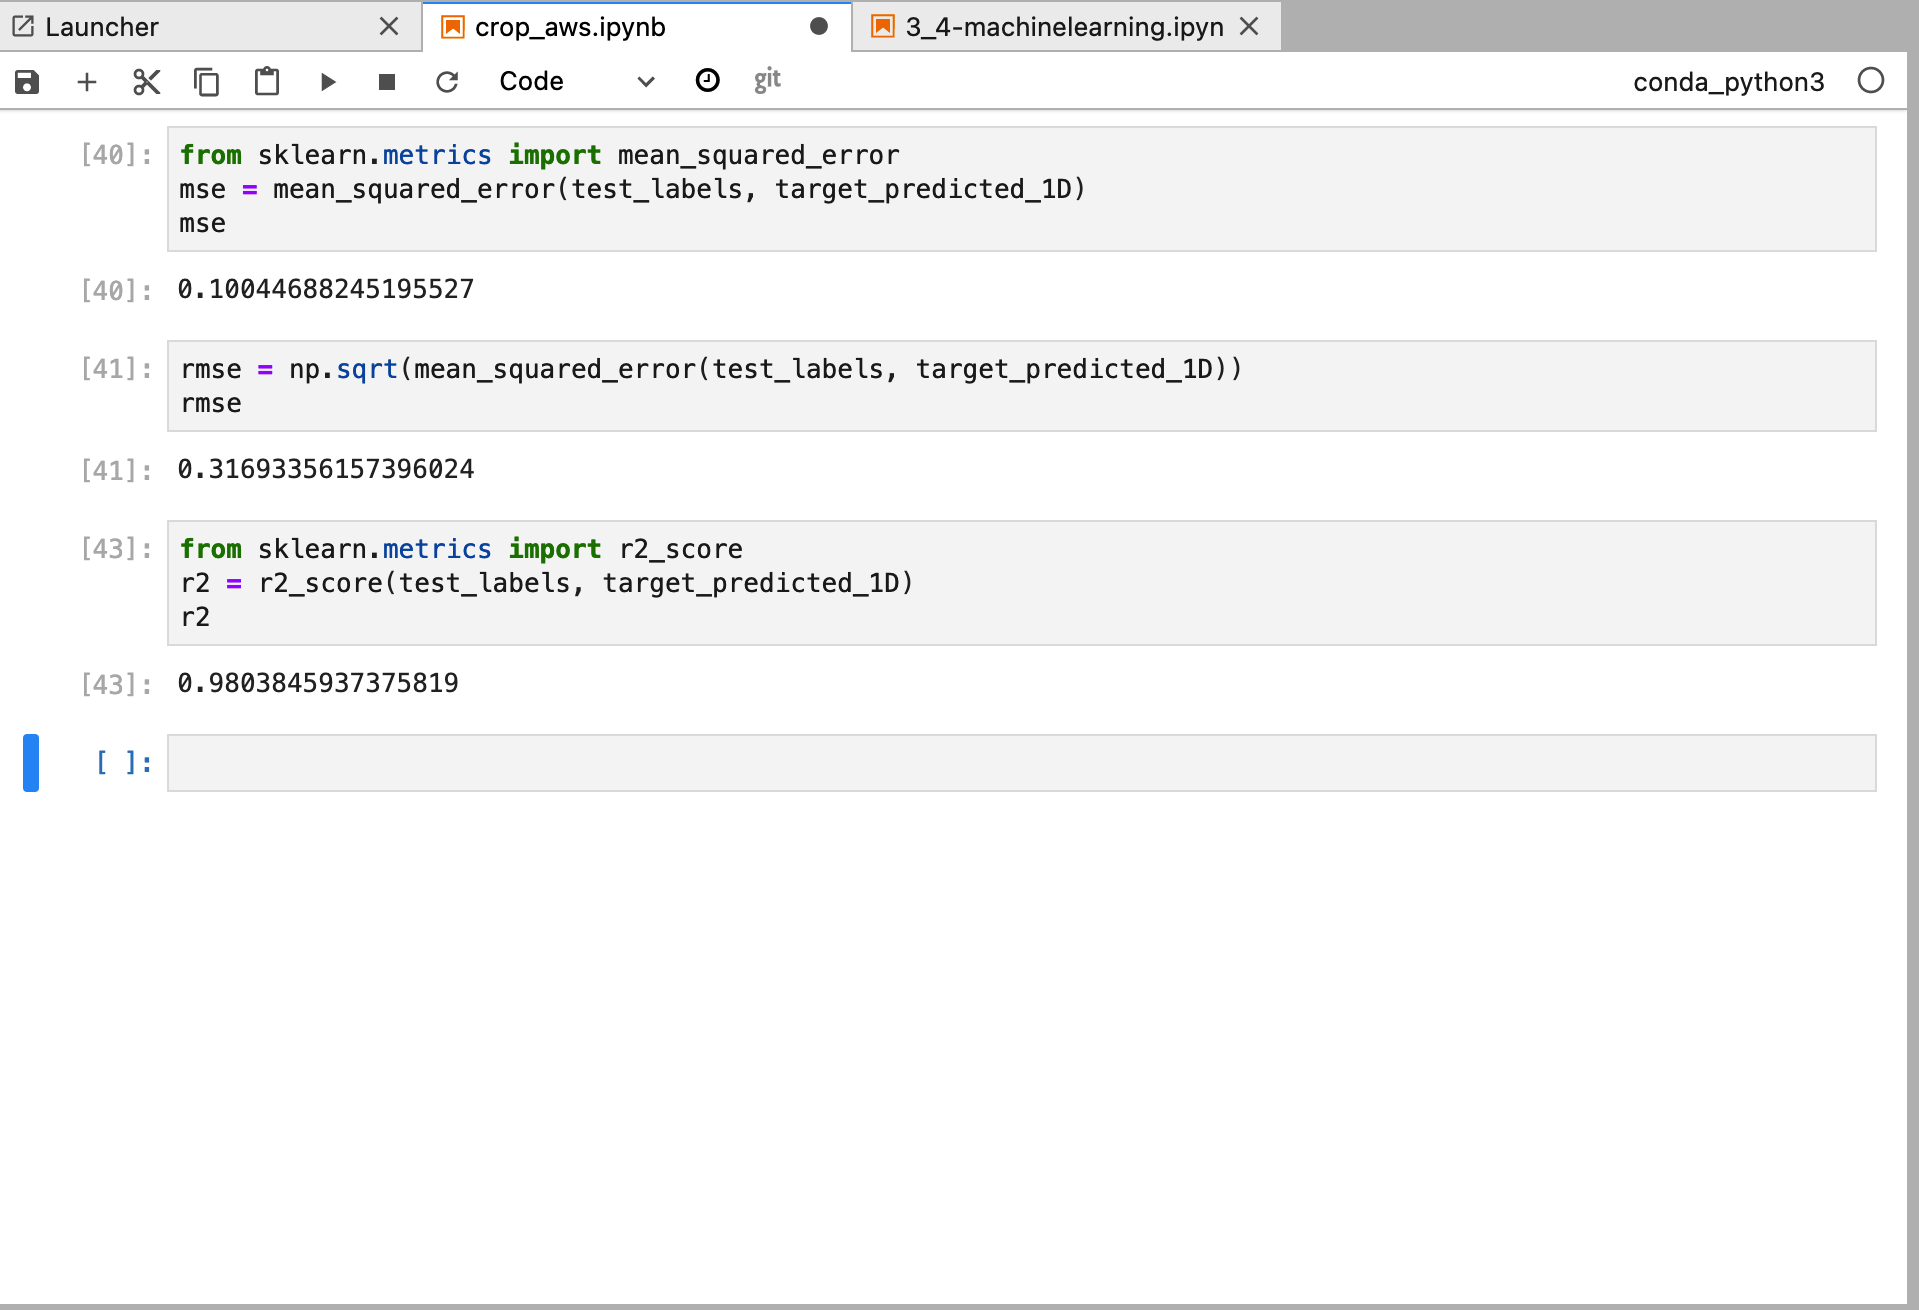 Launcher
crop_aws.ipynb
3_4-machinelearning.ipyn
Code
git
conda_python3
[40]:
from sklearn.metrics import mean_squared_error
mse = mean_squared_error(test_labels, target_predicted_1D)
mse
[40]: 0.10044688245195527
[41]:
rmse = np.sqrt(mean_squared_error(test_labels, target_predicted_1D))
rmse
[41]: 0.31693356157396024
[43]:
from sklearn.metrics import r2_score
r2 = r2_score(test_labels, target_predicted_1D)
r2
[43]: 0.9803845937375819
[ ]: